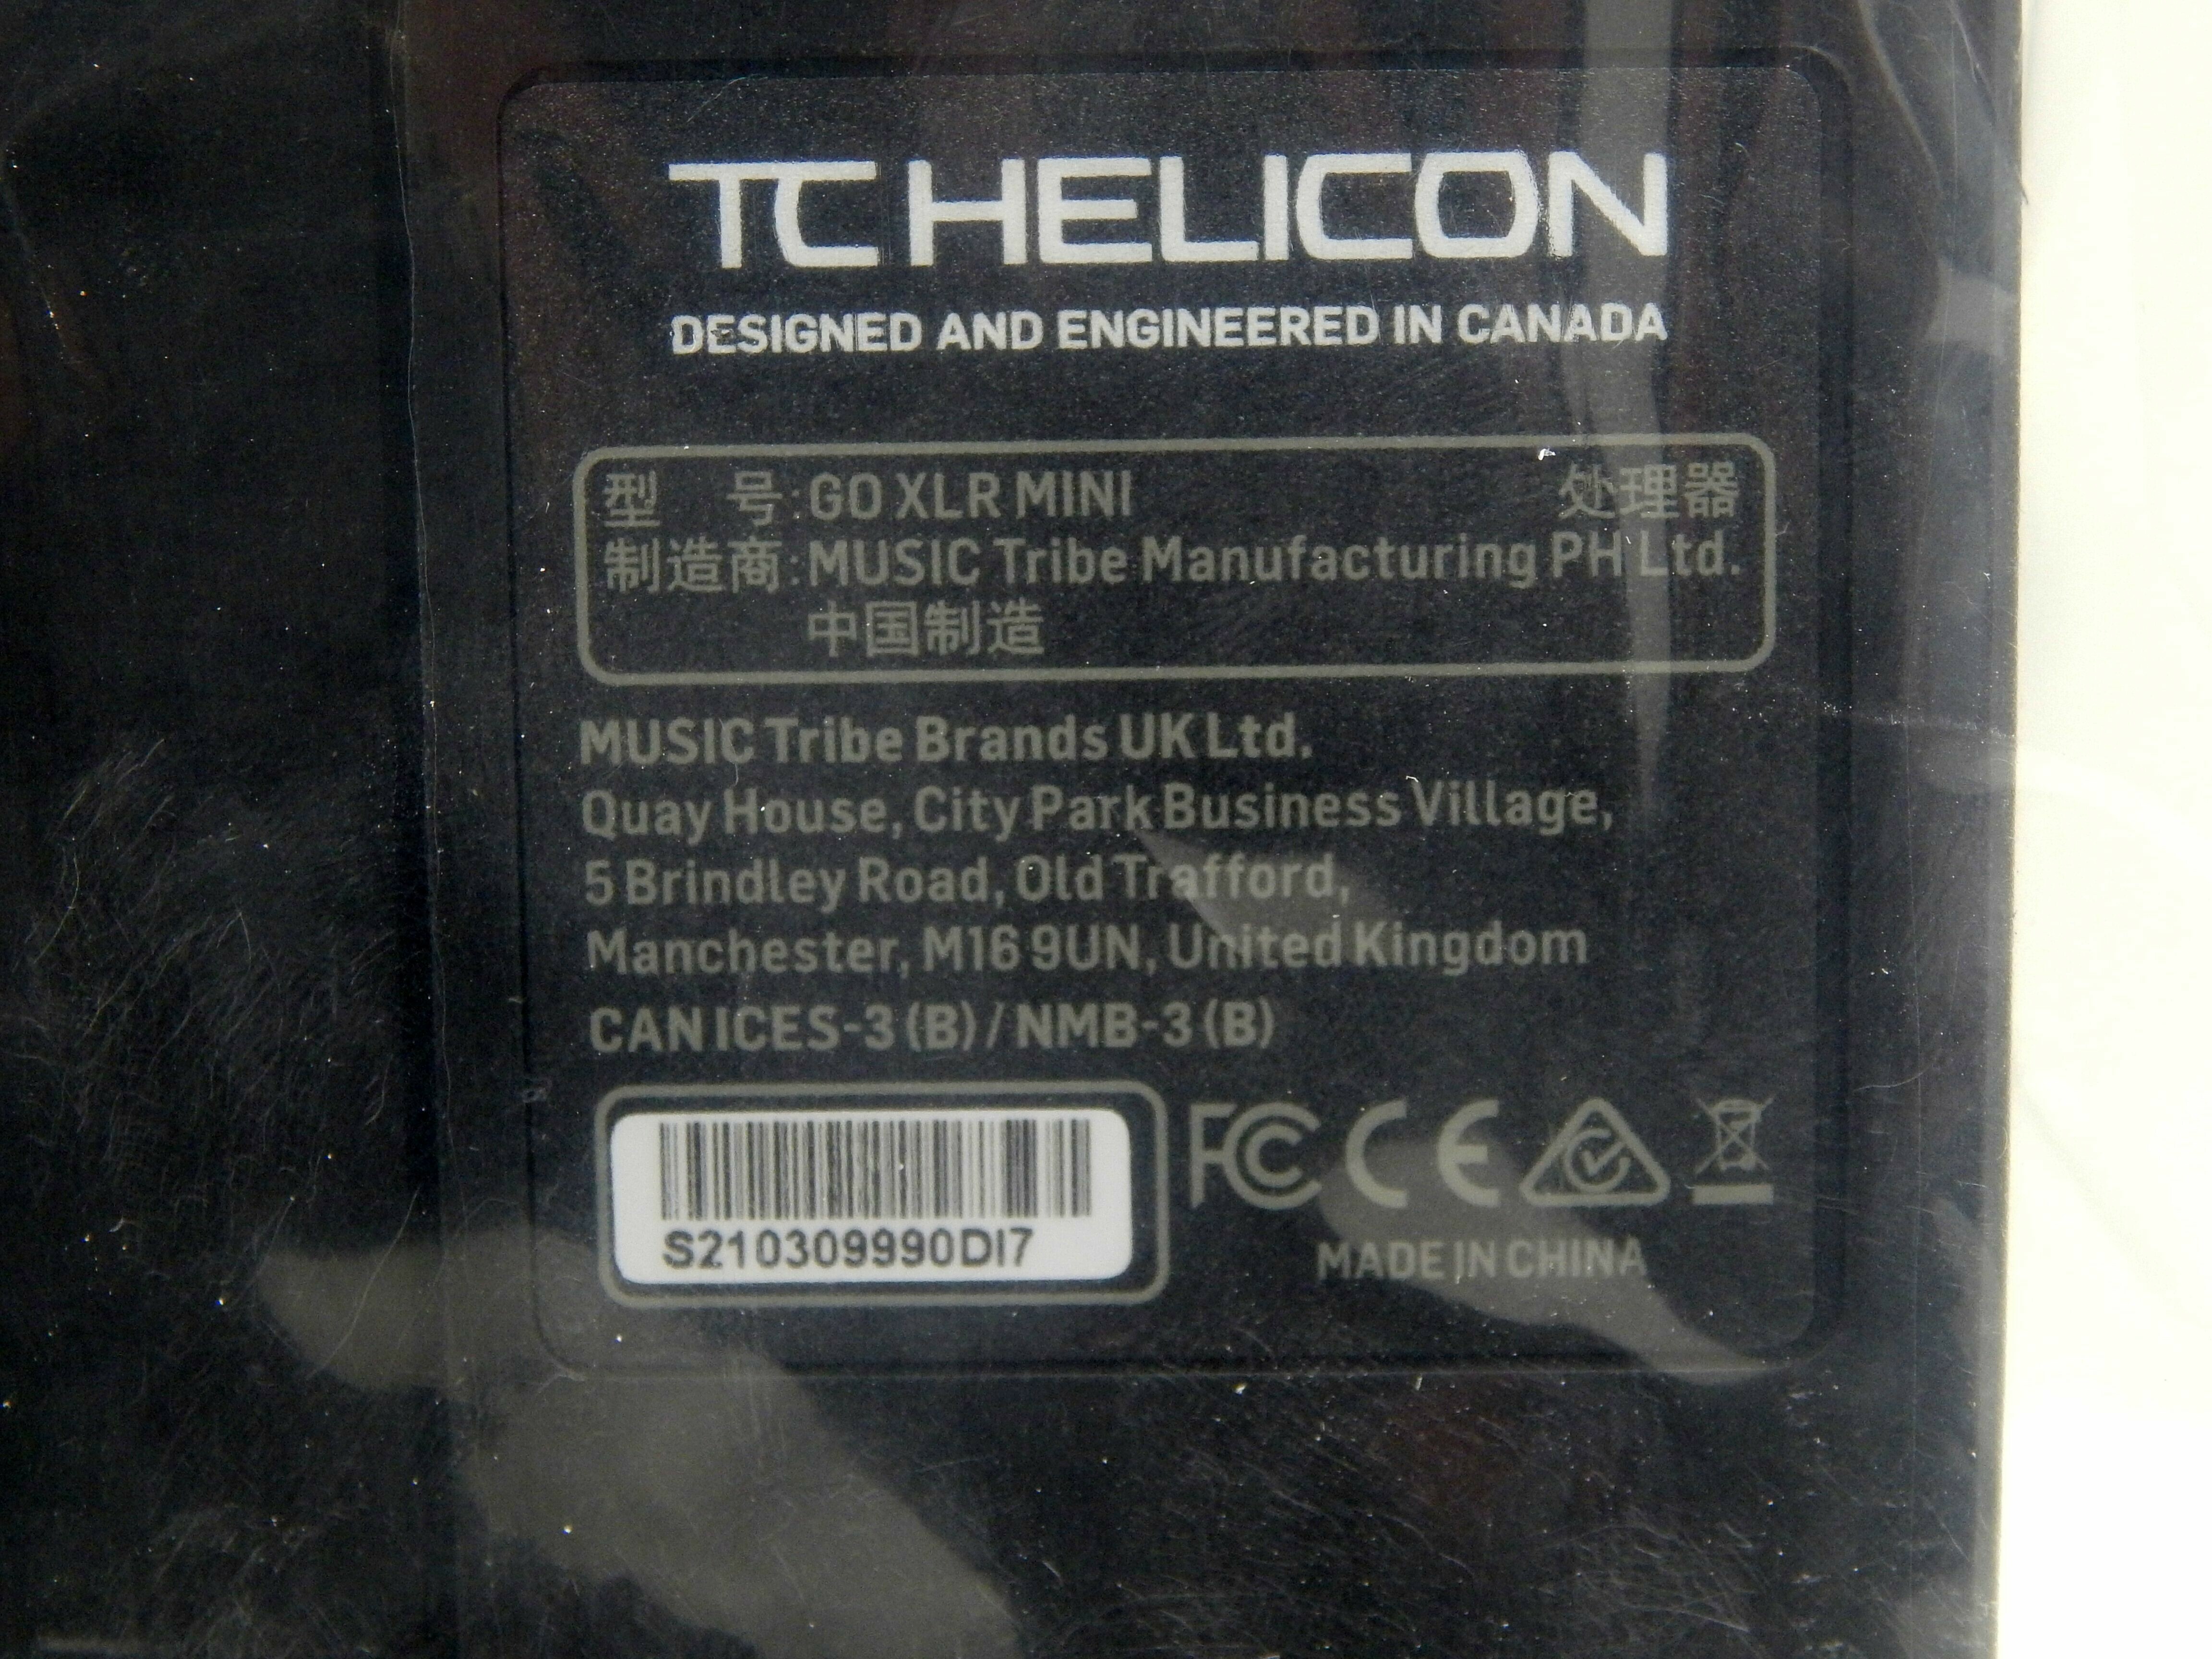 TC HELICON
DESIGNED AND ENGINEERED IN CANADA
型 号: GO XLR MINI 处理器
制造商: MUSIC Tribe Manufacturing PH Ltd.
中国制造
MUSIC Tribe Brands UK Ltd.
Quay House, City Park Business Village,
5 Brindley Road, Old Trafford,
Manchester, M16 9UN, United Kingdom
CAN ICES-3 (B) / NMB-3 (B)
S210309990DI7
FC CE
MADE IN CHINA